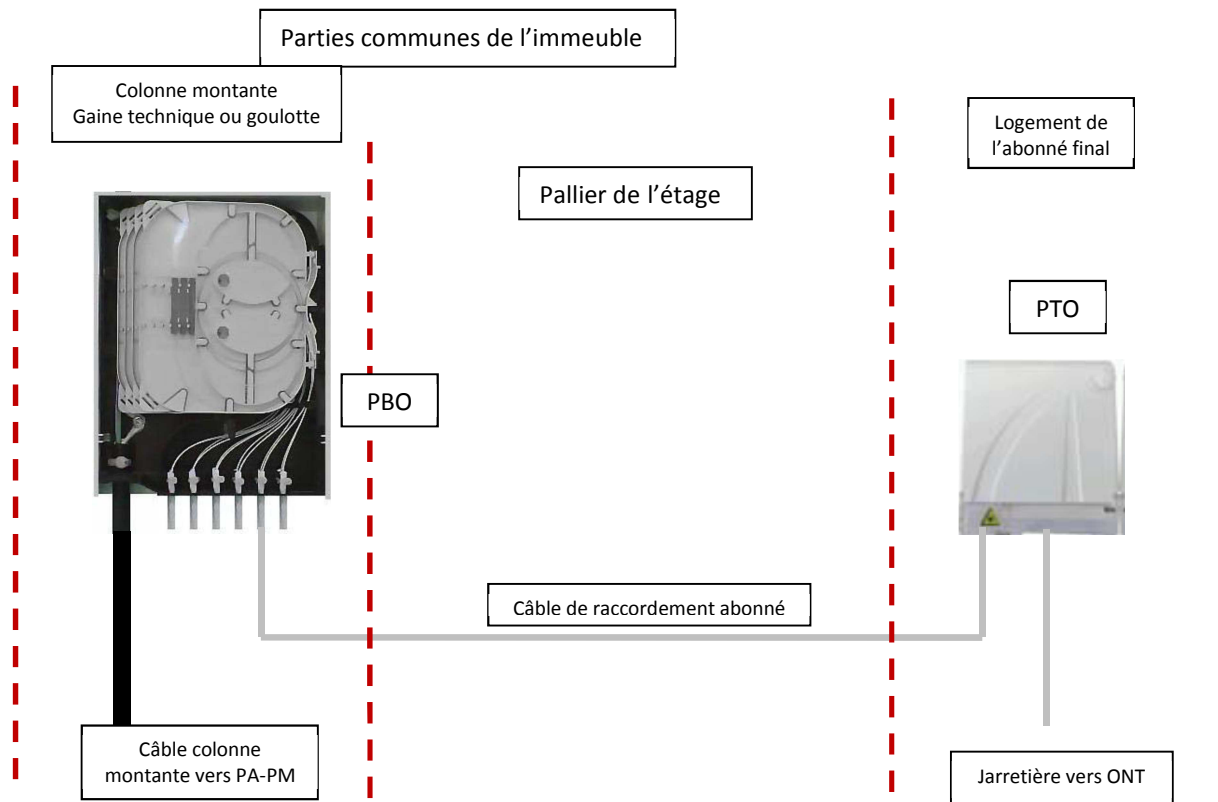 Parties communes de l’immeuble
Colonne montante
Gaine technique ou goulotte
Logement de
l’abonné final
Pallier de l’étage
PTO
PBO
Câble de raccordement abonné
Câble colonne
montante vers PA-PM
Jarretière vers ONT